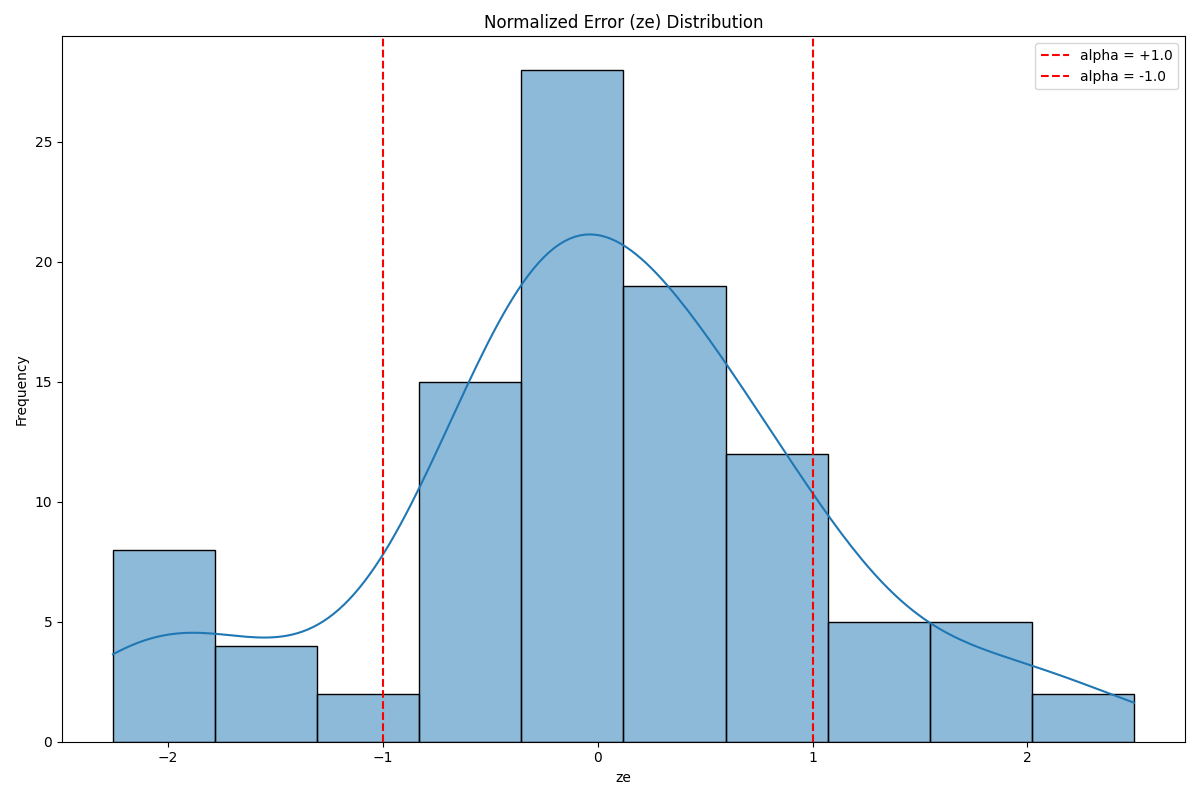 Normalized Error (ze) Distribution
alpha = +1.0
alpha = -1.0
Frequency
25
20
15
10
5
0
−2
−1
0
1
2
ze